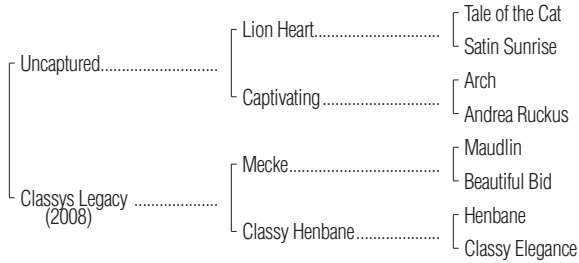 Tale of the Cat
Lion Heart
Satin Sunrise
Uncaptured
Arch
Captivating
Andrea Ruckus
Maudlin
Mecke
Beautiful Bid
Classys Legacy
(2008)
Henbane
Classy Henbane
Classy Elegance